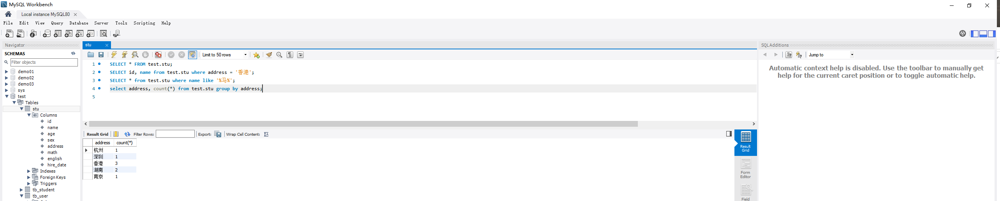 MySQL Workbench
Local instance MySQL80
File Edit View Query Database Server Tools Scripting Help
Navigator
SCHEMAS
Filter objects
demo01
demo02
demo03
sys
test
Tables
stu
Columns
id
name
age
sex
address
math
english
hire_date
Indexes
Foreign Keys
Triggers
tb_student
tb_user
stu
Limit to 50 rows
1 SELECT * FROM test.stu;
2 SELECT id, name from test.stu where address = '香港';
3 SELECT * from test.stu where name like '%马%';
4 select address, count(*) from test.stu group by address;
5
Result Grid Filter Rows: Export: Wrap Cell Content:
address count(*)
杭州 1
深圳 1
香港 3
湖南 2
南京 1
Result
Grid
Form
Editor
Field
SQLAdditions
Jump to
Automatic context help is disabled. Use the toolbar to manually get
help for the current caret position or to toggle automatic help.